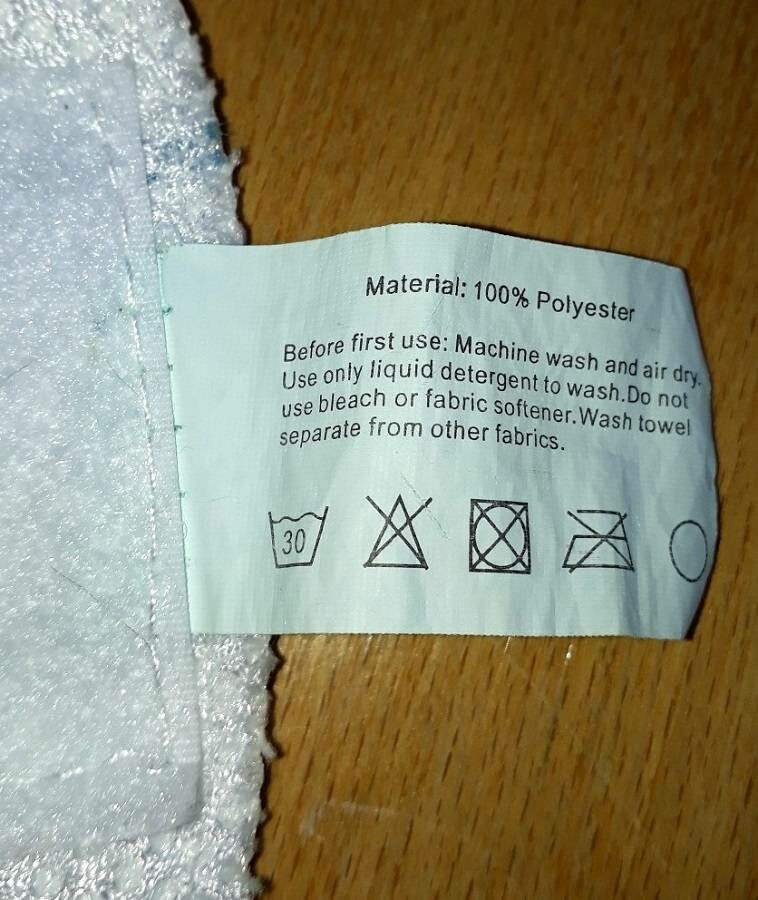 Material: 100% Polyester
Before first use: Machine wash and air dry.
Use only liquid detergent to wash.Do not
use bleach or fabric softener.Wash towel
separate from other fabrics.
30